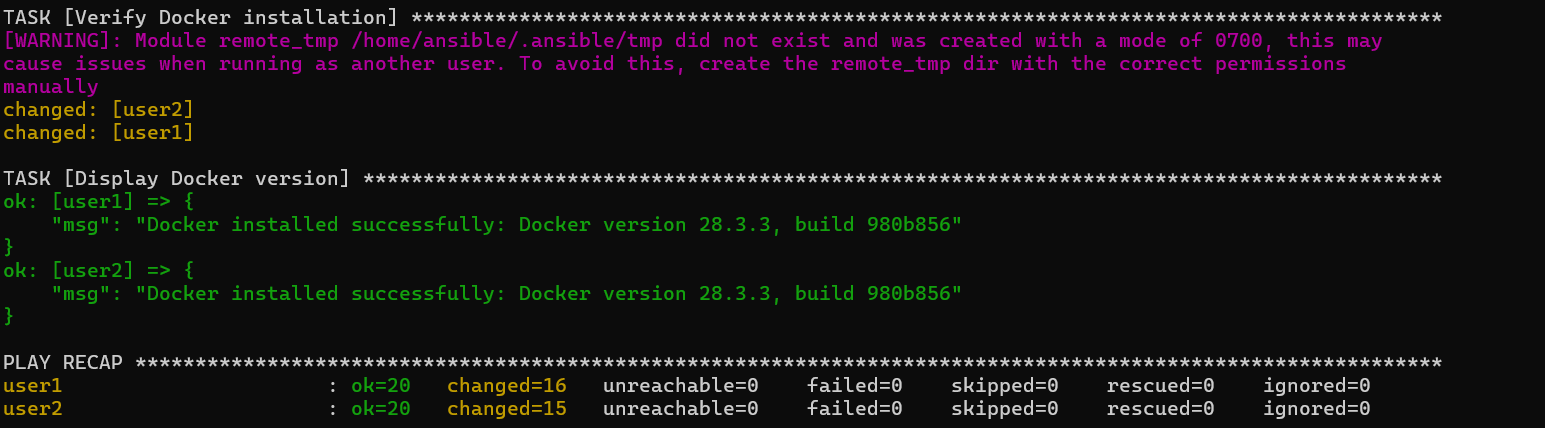 TASK [Verify Docker installation] **************************************************************************************
[WARNING]: Module remote_tmp /home/ansible/.ansible/tmp did not exist and was created with a mode of 0700, this may
cause issues when running as another user. To avoid this, create the remote_tmp dir with the correct permissions
manually
changed: [user2]
changed: [user1]
TASK [Display Docker version] ******************************************************************************************
ok: [user1] => {
    "msg": "Docker installed successfully: Docker version 28.3.3, build 980b856"
}
ok: [user2] => {
    "msg": "Docker installed successfully: Docker version 28.3.3, build 980b856"
}
PLAY RECAP *************************************************************************************************************
user1                      : ok=20   changed=16   unreachable=0    failed=0    skipped=0    rescued=0    ignored=0
user2                      : ok=20   changed=15   unreachable=0    failed=0    skipped=0    rescued=0    ignored=0